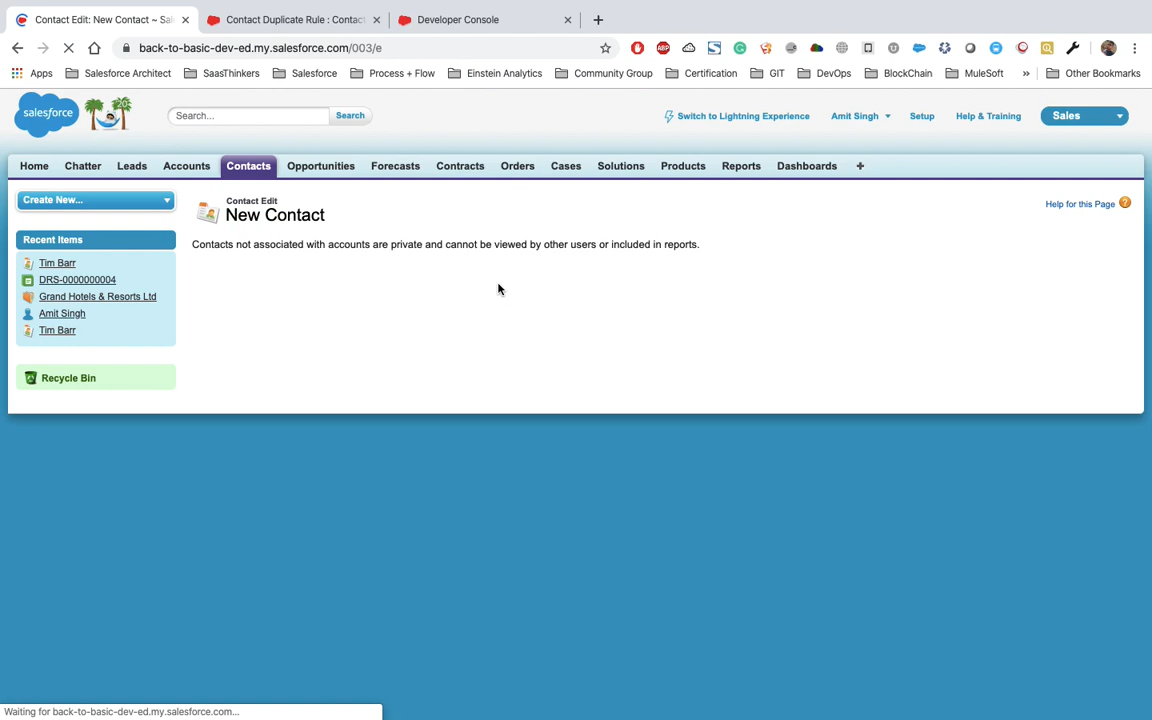 Contact Edit: New Contact ~ Sal
Contact Duplicate Rule : Contac
Developer Console
back-to-basic-dev-ed.my.salesforce.com/003/e
Apps
Salesforce Architect
SaasThinkers
Salesforce
Process + Flow
Einstein Analytics
Community Group
Certification
GIT
DevOps
BlockChain
MuleSoft
»
Other Bookmarks
salesforce
Search...
Search
Switch to Lightning Experience
Amit Singh
Setup
Help & Training
Sales
Home
Chatter
Leads
Accounts
Contacts
Opportunities
Forecasts
Contracts
Orders
Cases
Solutions
Products
Reports
Dashboards
+
Create New...
Contact Edit
New Contact
Help for this Page
Recent Items
Contacts not associated with accounts are private and cannot be viewed by other users or included in reports.
Tim Barr
DRS-0000000004
Grand Hotels & Resorts Ltd
Amit Singh
Tim Barr
Recycle Bin
Waiting for back-to-basic-dev-ed.my.salesforce.com...